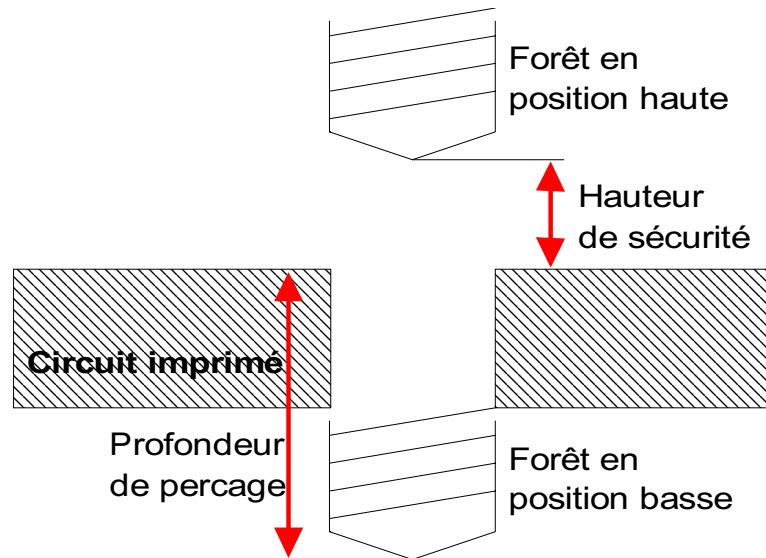 Forêt en
position haute
Hauteur
de sécurité
Circuit imprimé
Profondeur
de percage
Forêt en
position basse